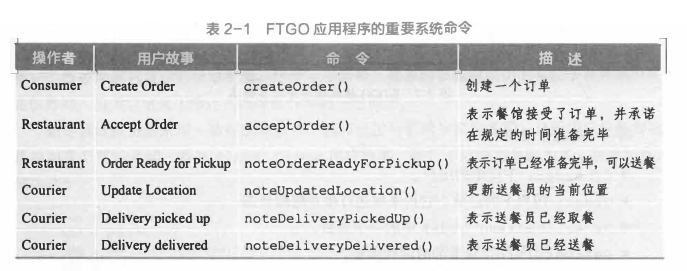 表 2-1 FTGO 应用程序的重要系统命令
操作者 用户故事 命 令 描 述
Consumer Create Order createOrder() 创建一个订单
Restaurant Accept Order acceptOrder() 表示餐馆接受了订单，并承诺
在规定的时间准备完毕
Restaurant Order Ready for Pickup noteOrderReadyForPickup() 表示订单已经准备完毕，可以送餐
Courier Update Location noteUpdatedLocation() 更新送餐员的当前位置
Courier Delivery picked up noteDeliveryPickedUp() 表示送餐员已经取餐
Courier Delivery delivered noteDeliveryDelivered() 表示送餐员已经送餐